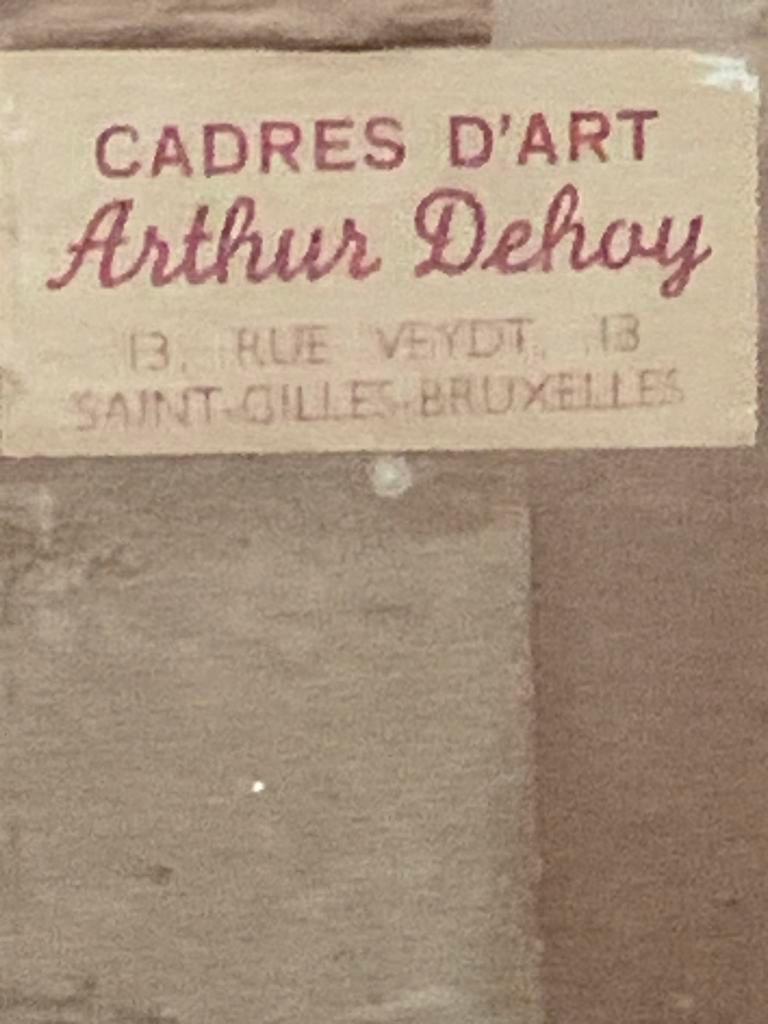 CADRES D'ART
Arthur Dehoy
13, RUE VEYDT, 13
SAINT-GILLES-BRUXELLES